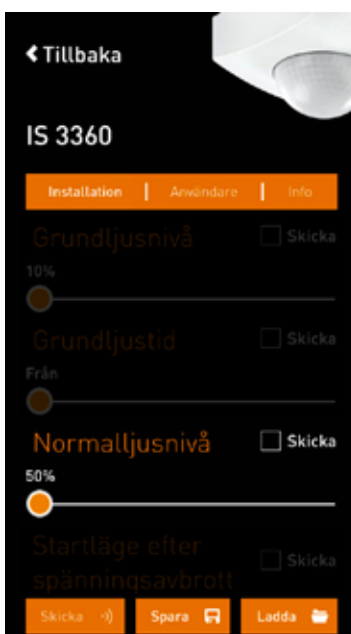 Tillbaka
IS 3360
Installation | Användare | Info
Grundljusnivå Skicka
10%
Grundljustid Skicka
Från
Normalljusnivå Skicka
50%
Startläge efter Skicka
spänningsavbrott
Skicka Spara Ladda